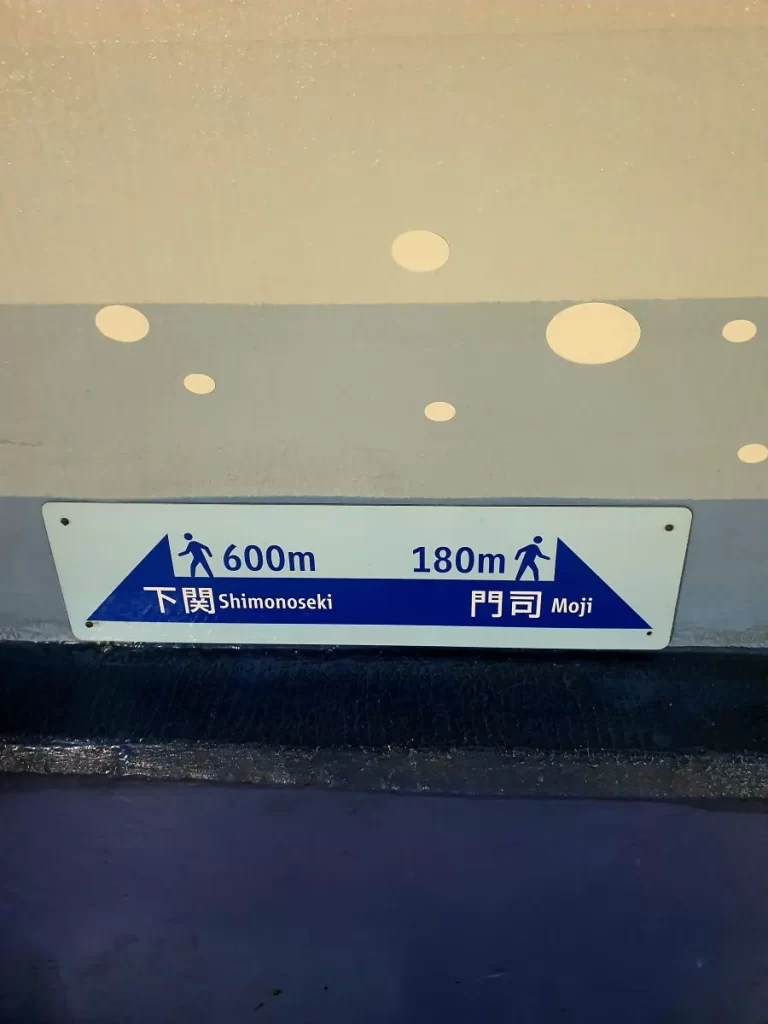 600m 180m
下関 Shimonoseki 門司 Moji